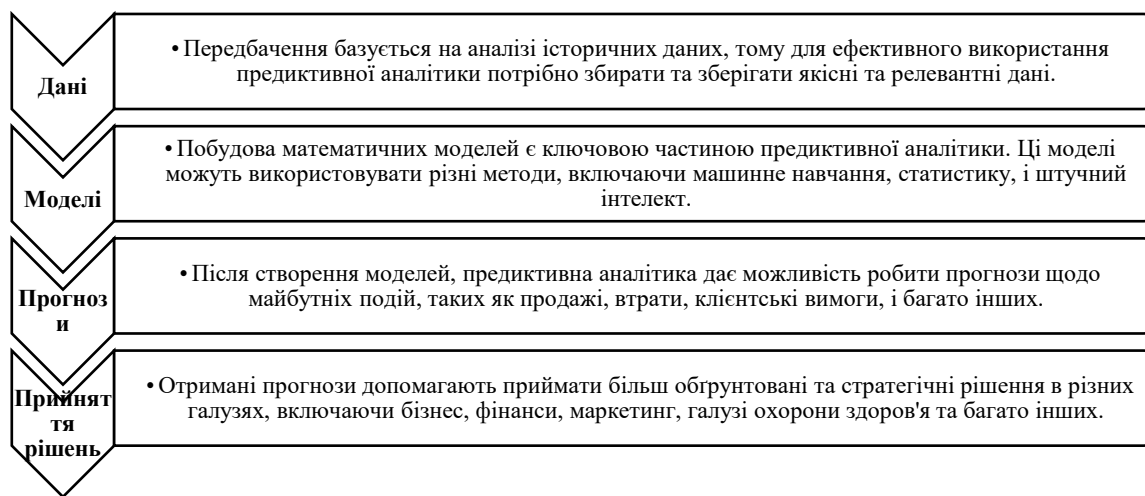 Дані
• Передбачення базується на аналізі історичних даних, тому для ефективного використання
предиктивної аналітики потрібно збирати та зберігати якісні та релевантні дані.
Моделі
• Побудова математичних моделей є ключовою частиною предиктивної аналітики. Ці моделі
можуть використовувати різні методи, включаючи машинне навчання, статистику, і штучний
інтелект.
Прогноз
и
• Після створення моделей, предиктивна аналітика дає можливість робити прогнози щодо
майбутніх подій, таких як продажі, втрати, клієнтські вимоги, і багато інших.
Прийнят
тя
рішень
• Отримані прогнози допомагають приймати більш обґрунтовані та стратегічні рішення в різних
галузях, включаючи бізнес, фінанси, маркетинг, галузі охорони здоров'я та багато інших.